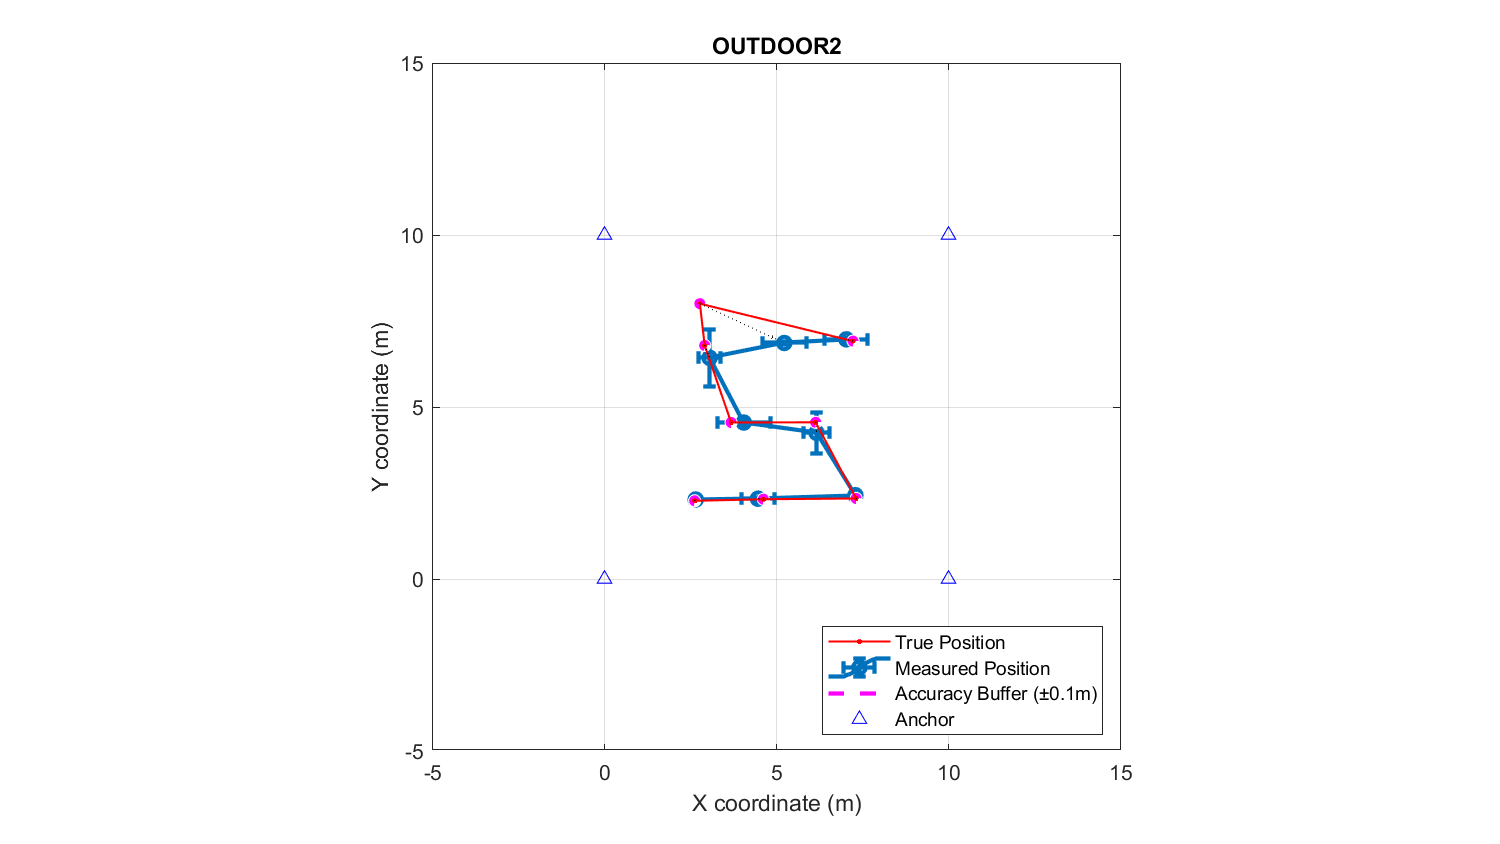 OUTDOOR2
15
10
5
0
-5
-5
0
5
10
15
Y coordinate (m)
X coordinate (m)
True Position
Measured Position
Accuracy Buffer (±0.1m)
Anchor